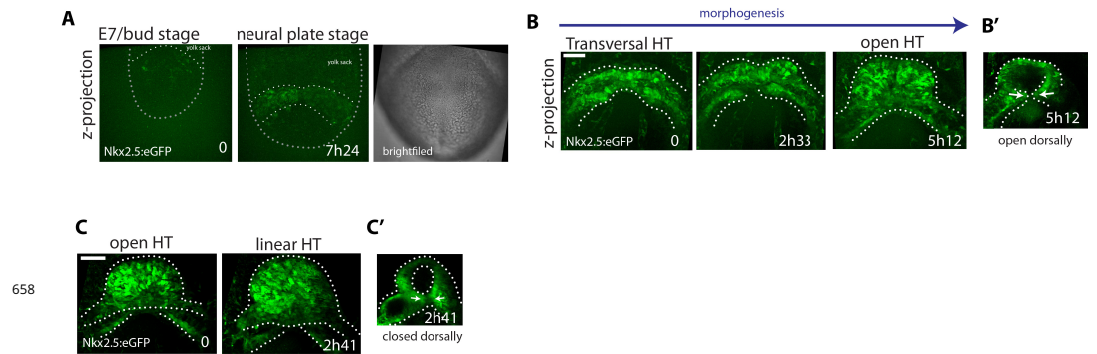 A
E7/bud stage
neural plate stage
z-projection
yolk sack
yolk sack
Nkx2.5:eGFP
0
7h24
brightfiled
B
morphogenesis
B'
Transversal HT
open HT
z-projection
Nkx2.5:eGFP
0
2h33
5h12
5h12
open dorsally
C
C'
open HT
linear HT
658
Nkx2.5:eGFP
0
2h41
2h41
closed dorsally